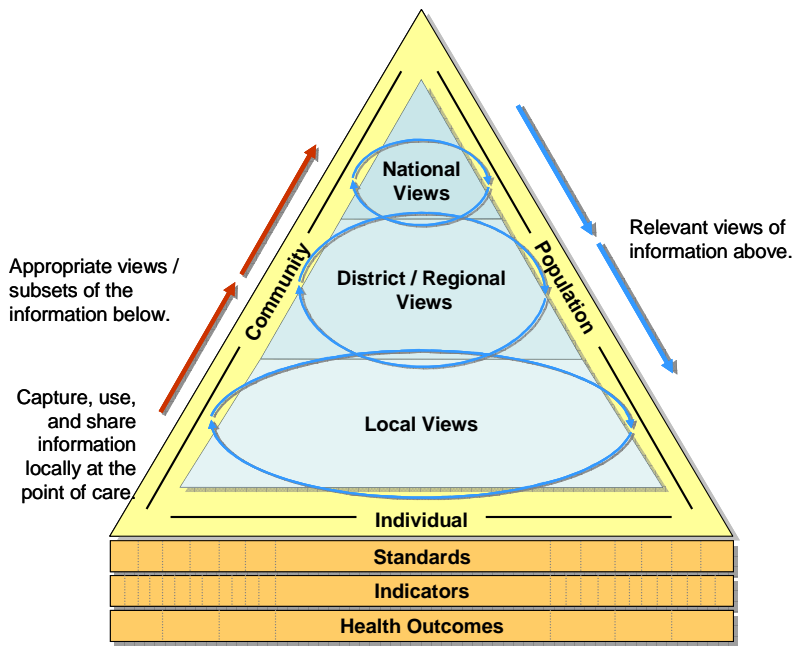 National
Views
District / Regional
Views
Local Views
Community
Population
Individual
Standards
Indicators
Health Outcomes
Appropriate views /
subsets of the
information below.
Capture, use,
and share
information
locally at the
point of care.
Relevant views of
information above.